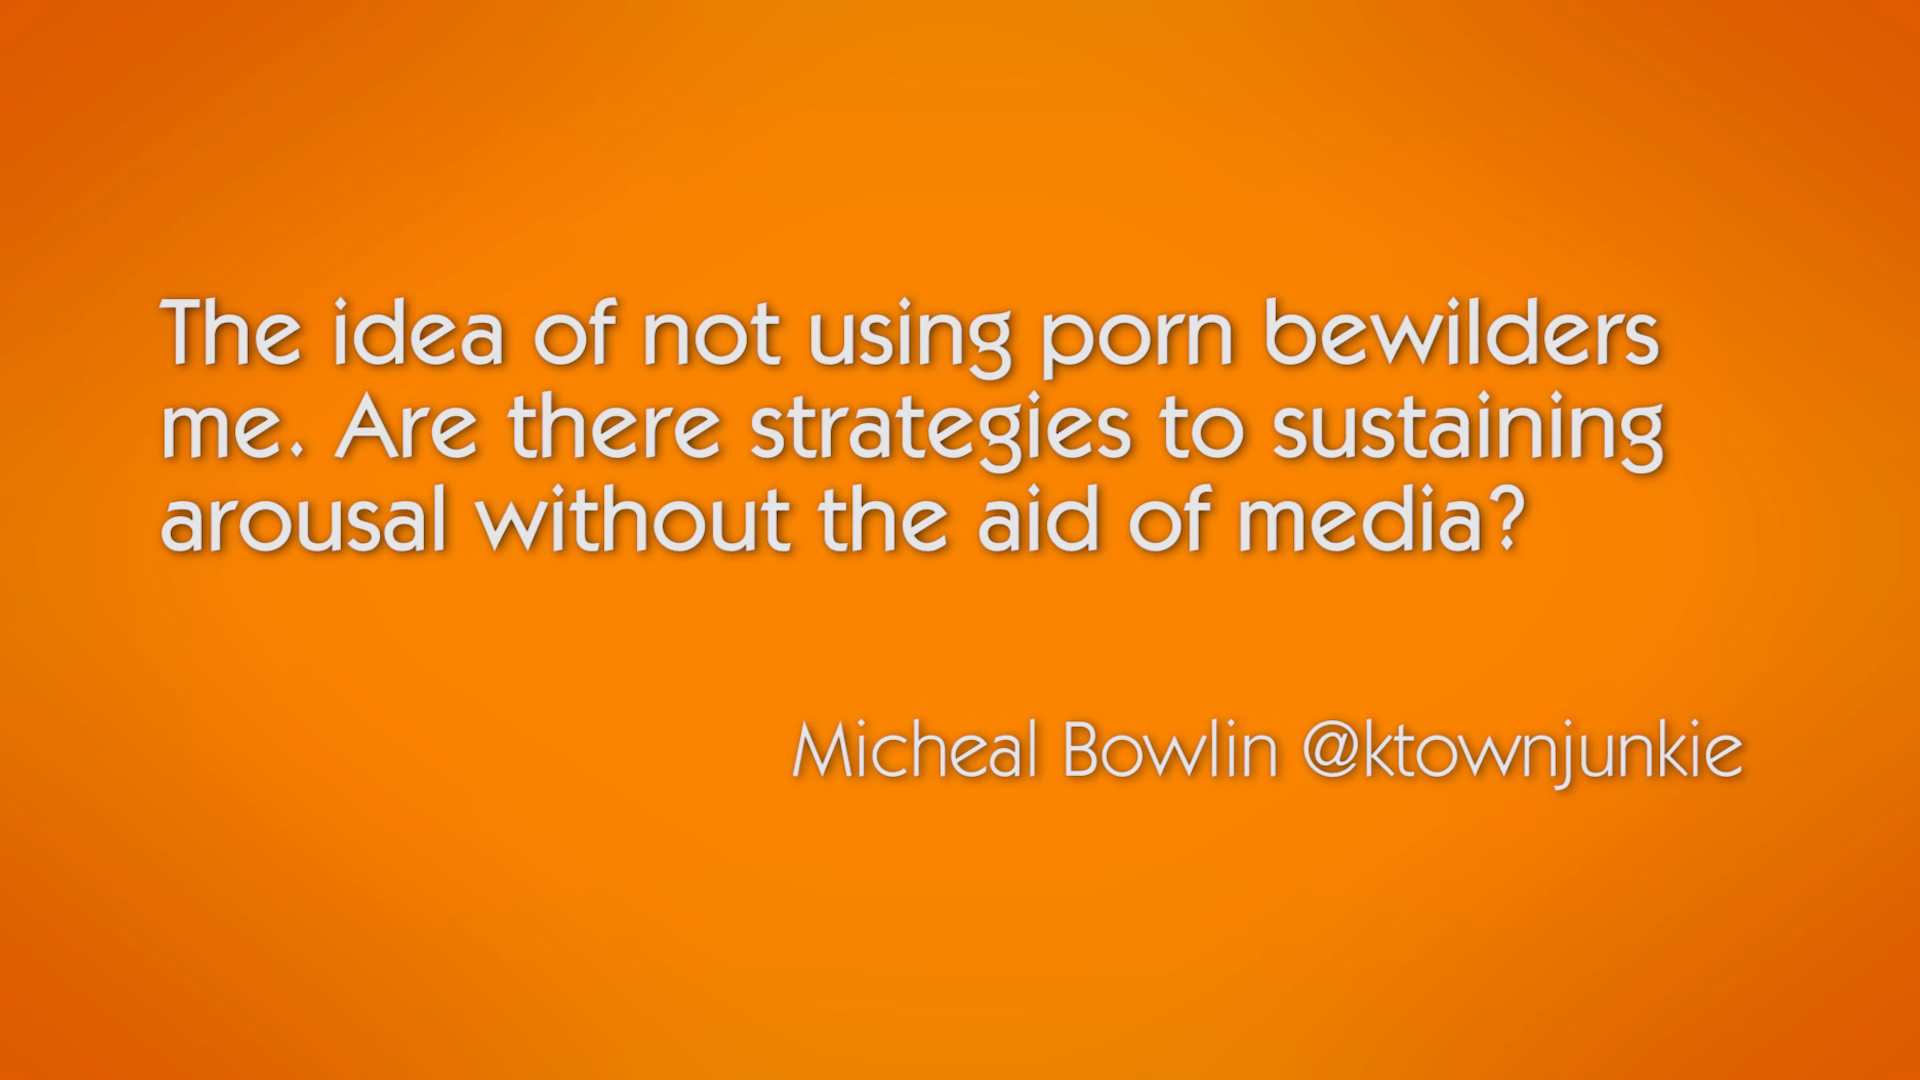 The idea of not using porn bewilders
me. Are there strategies to sustaining
arousal without the aid of media?
Micheal Bowlin @ktownjunkie